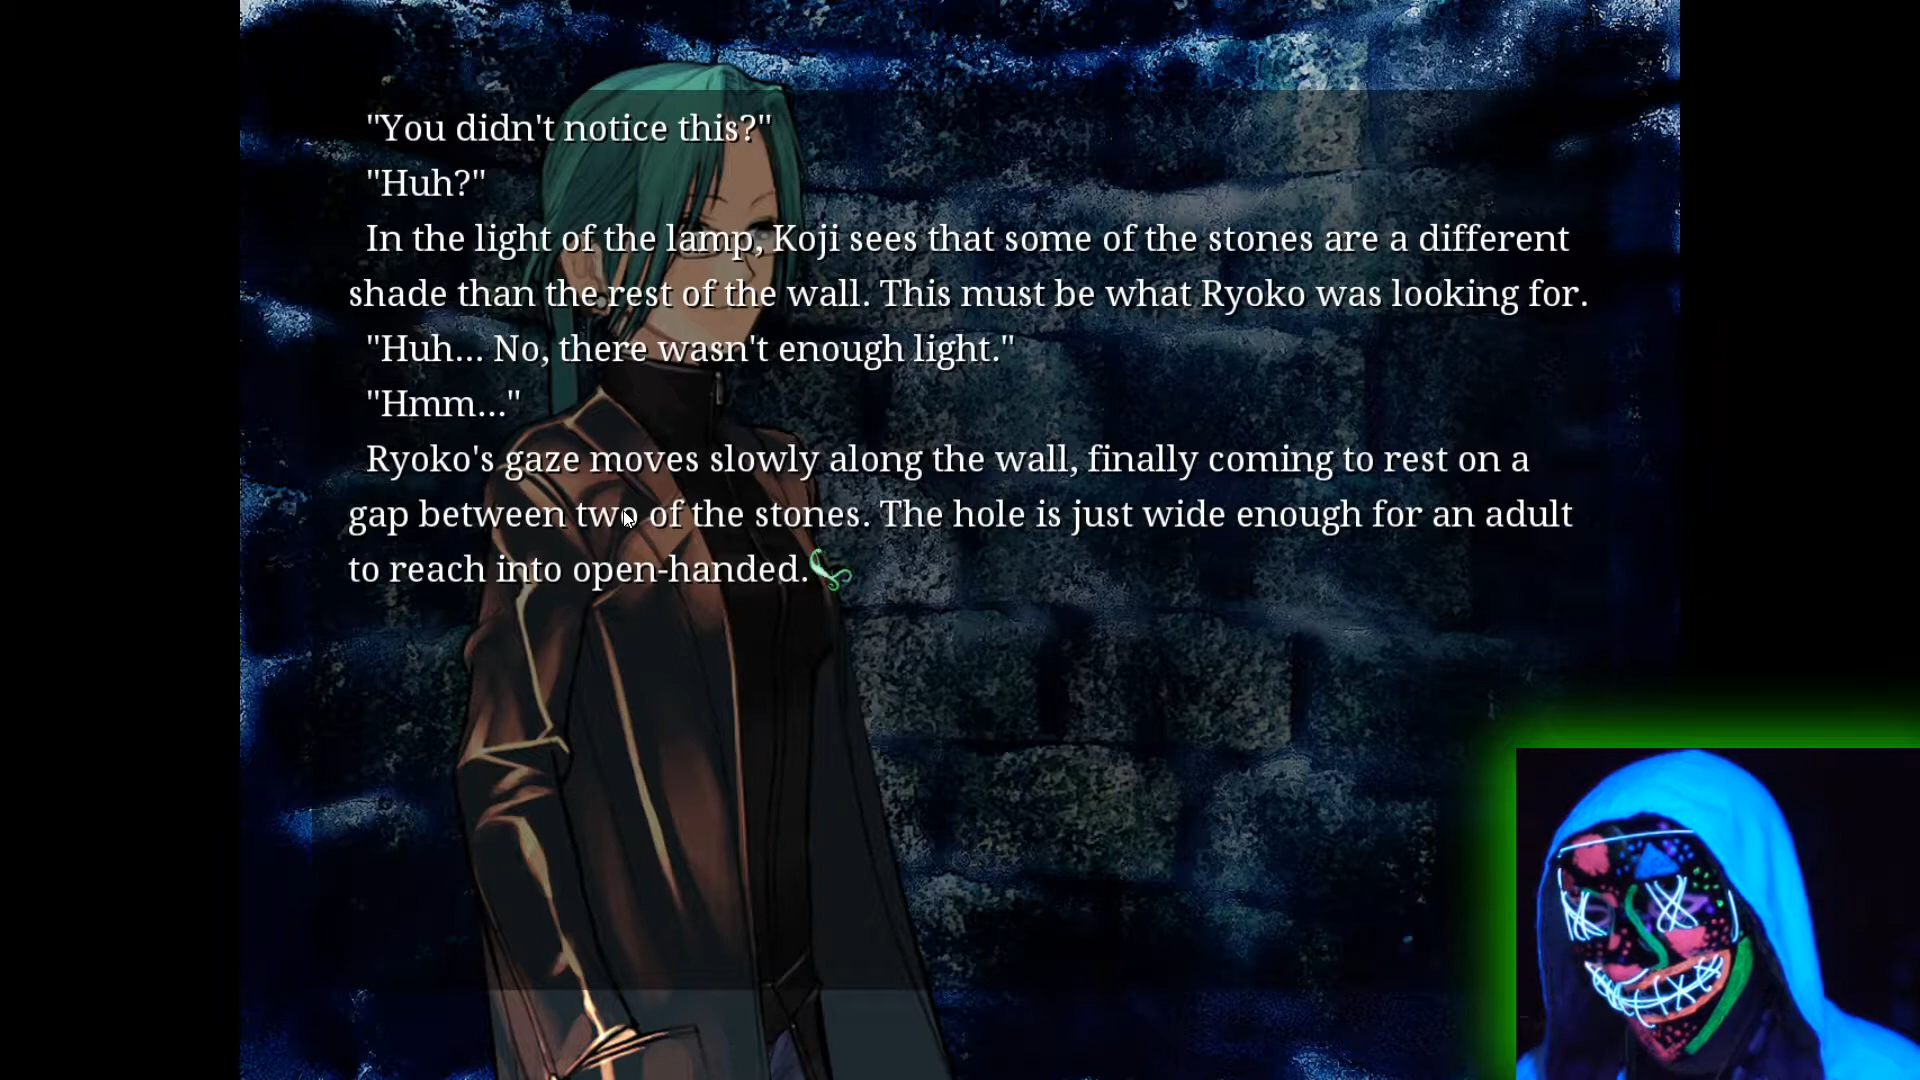 "You didn't notice this?"
"Huh?"
In the light of the lamp, Koji sees that some of the stones are a different
shade than the rest of the wall. This must be what Ryoko was looking for.
"Huh... No, there wasn't enough light."
"Hmm..."
Ryoko's gaze moves slowly along the wall, finally coming to rest on a
gap between two of the stones. The hole is just wide enough for an adult
to reach into open-handed.